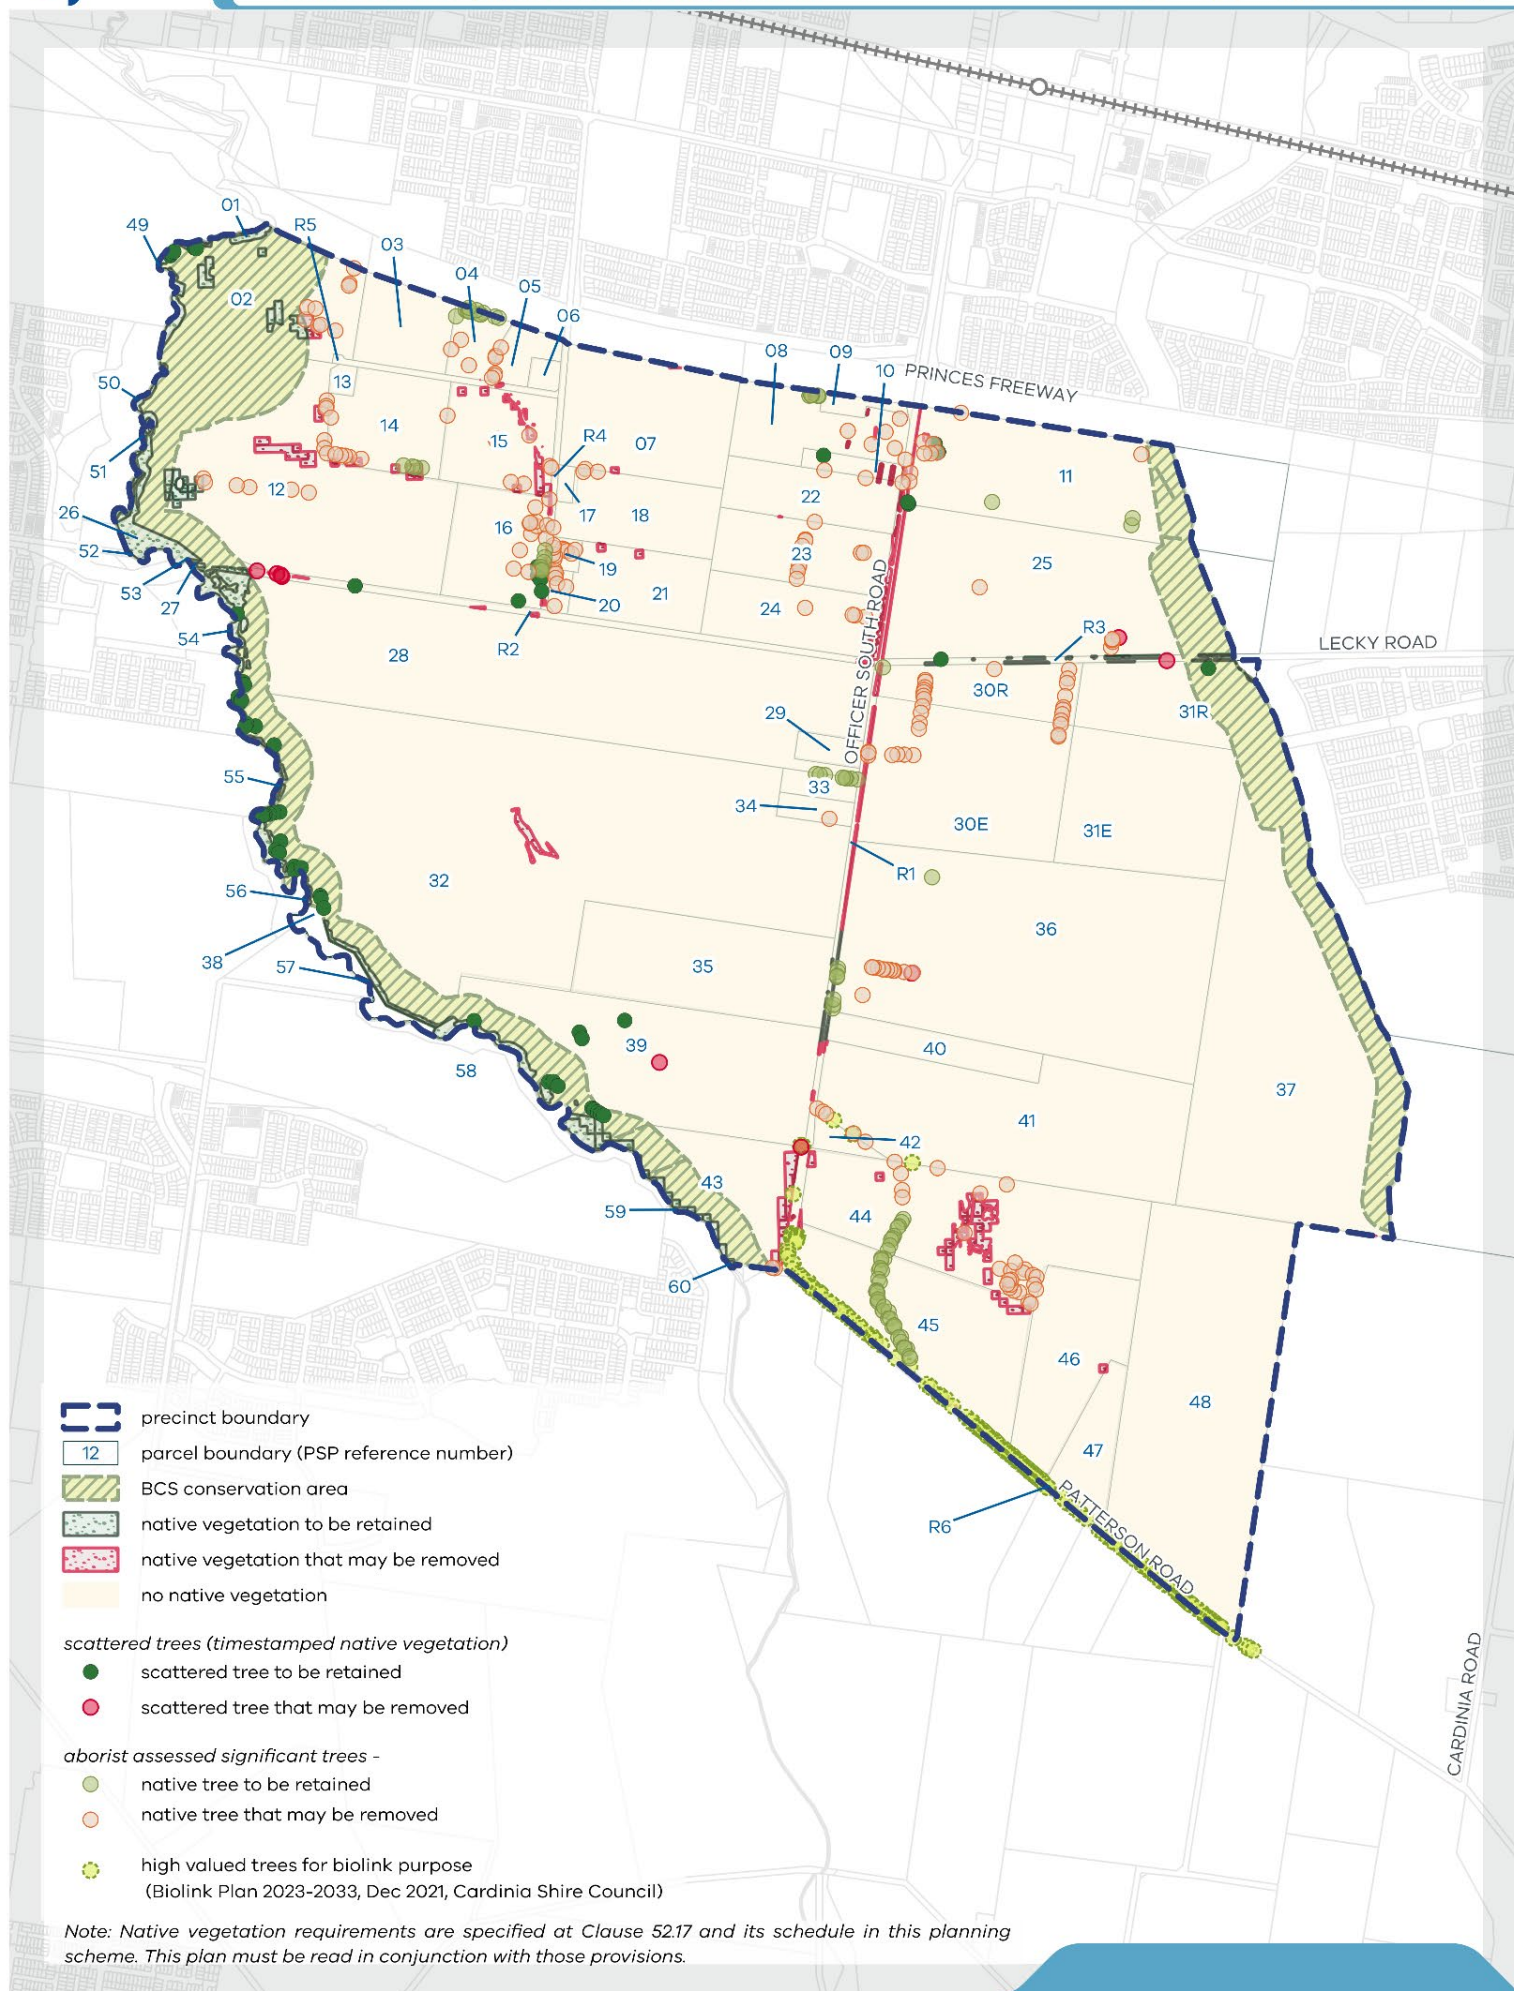 01
49
R5
03
04
05
06
02
08
09
10
PRINCES FREEWAY
50
13
14
15
R4
07
11
51
12
22
26
16
17
18
52
23
25
53
27
19
20
21
24
54
R2
R3
LECKY ROAD
28
30R
OFFICER SOUTH ROAD
29
31R
55
33
34
30E
31E
R1
32
56
36
38
57
35
39
40
58
37
41
42
43
59
44
60
45
46
48
47
PATTERSON ROAD
R6
CARDINIA ROAD
precinct boundary
12 parcel boundary (PSP reference number)
BCS conservation area
native vegetation to be retained
native vegetation that may be removed
no native vegetation
scattered trees (timestamped native vegetation)
scattered tree to be retained
scattered tree that may be removed
aborist assessed significant trees -
native tree to be retained
native tree that may be removed
high valued trees for biolink purpose
(Biolink Plan 2023-2033, Dec 2021, Cardinia Shire Council)
Note: Native vegetation requirements are specified at Clause 52.17 and its schedule in this planning
scheme. This plan must be read in conjunction with those provisions.